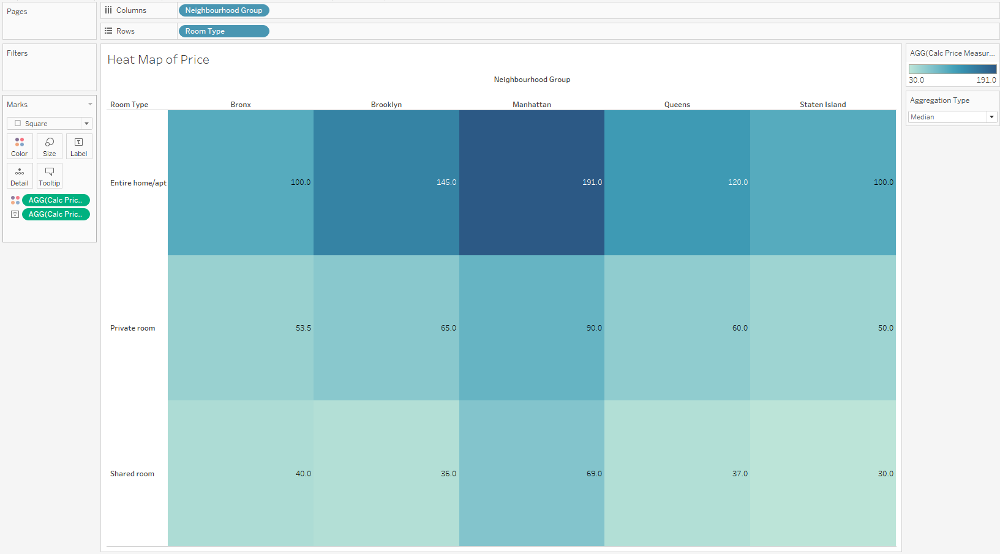 Pages
Columns
Neighbourhood Group
Rows
Room Type
Filters
Marks
Square
Color
Size
Label
Detail
Tooltip
AGG(Calc Pric..
AGG(Calc Pric..
Heat Map of Price
Neighbourhood Group
Room Type Bronx Brooklyn Manhattan Queens Staten Island
Entire home/apt 100.0 145.0 191.0 120.0 100.0
Private room 53.5 65.0 90.0 60.0 50.0
Shared room 40.0 36.0 69.0 37.0 30.0
AGG(Calc Price Measur...
30.0 191.0
Aggregation Type
Median